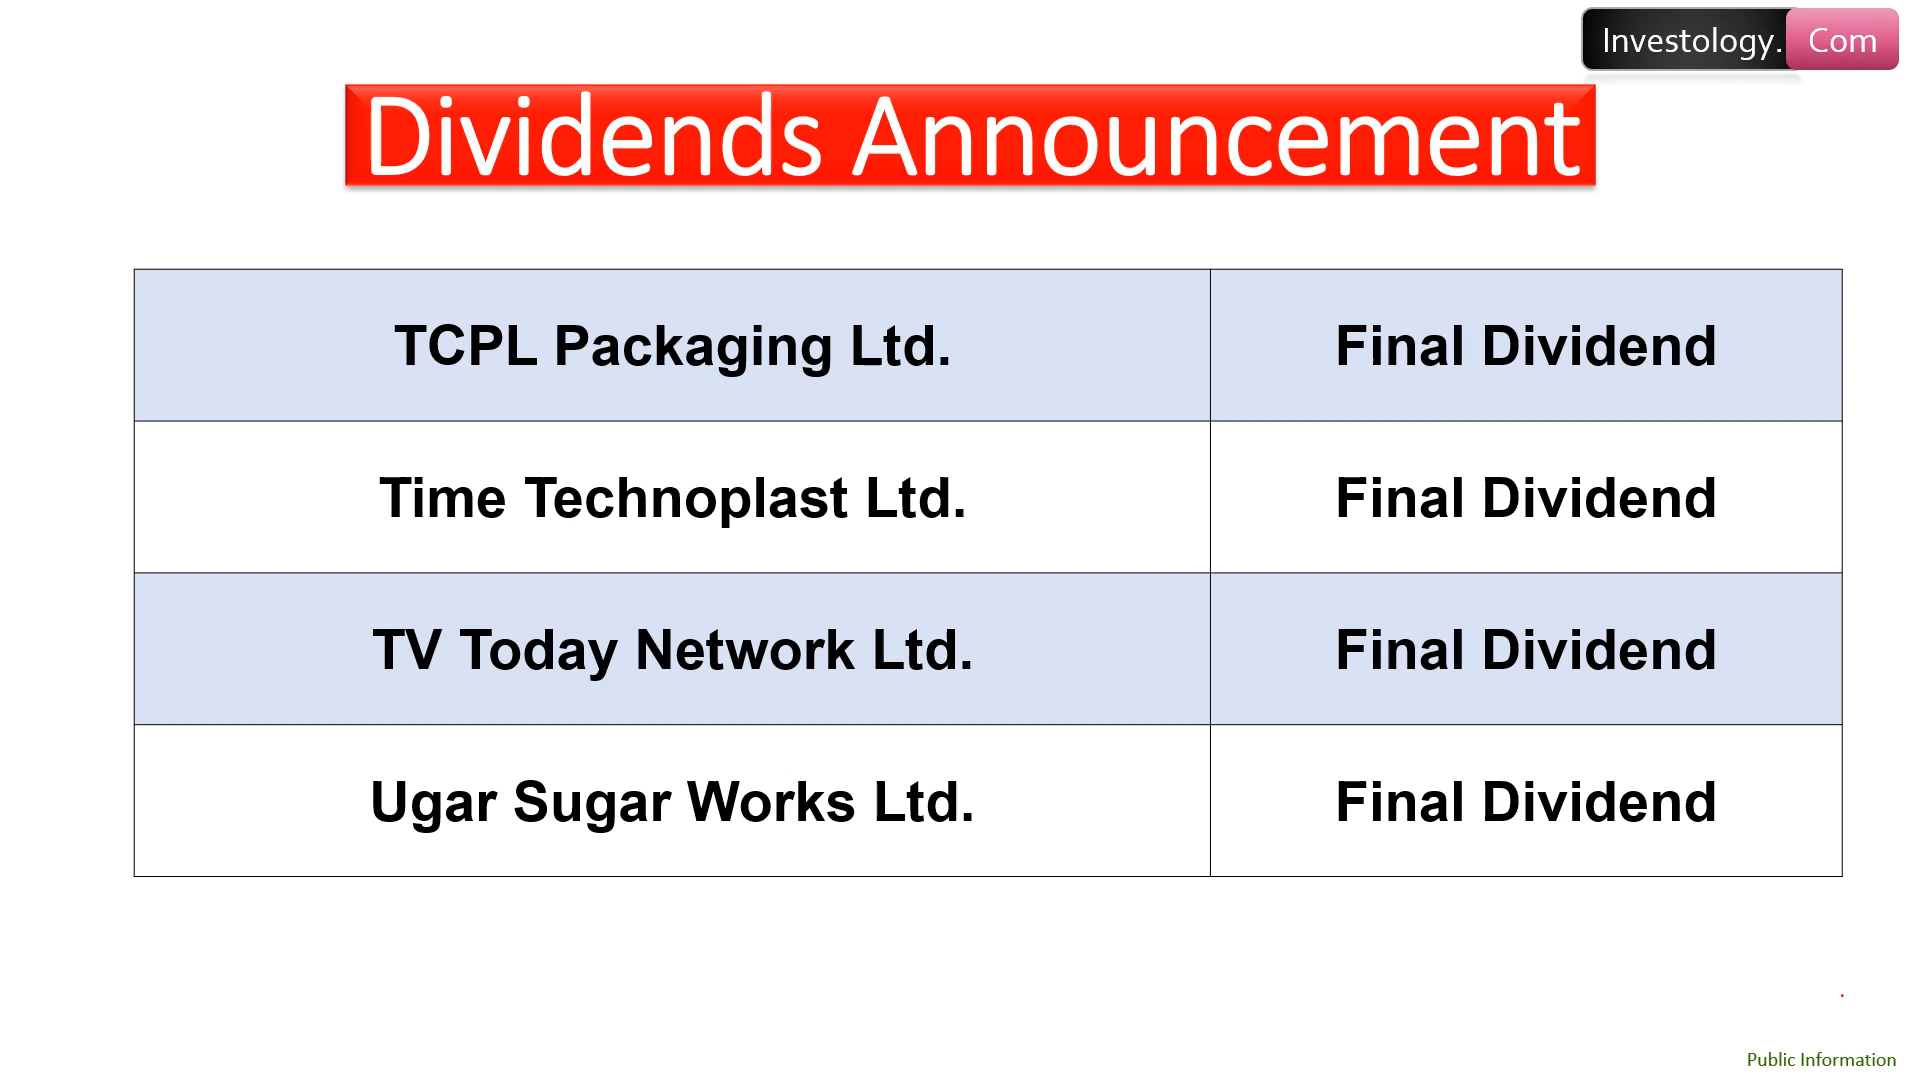 Investology. Com
Dividends Announcement
TCPL Packaging Ltd. Final Dividend
Time Technoplast Ltd. Final Dividend
TV Today Network Ltd. Final Dividend
Ugar Sugar Works Ltd. Final Dividend
.
Public Information